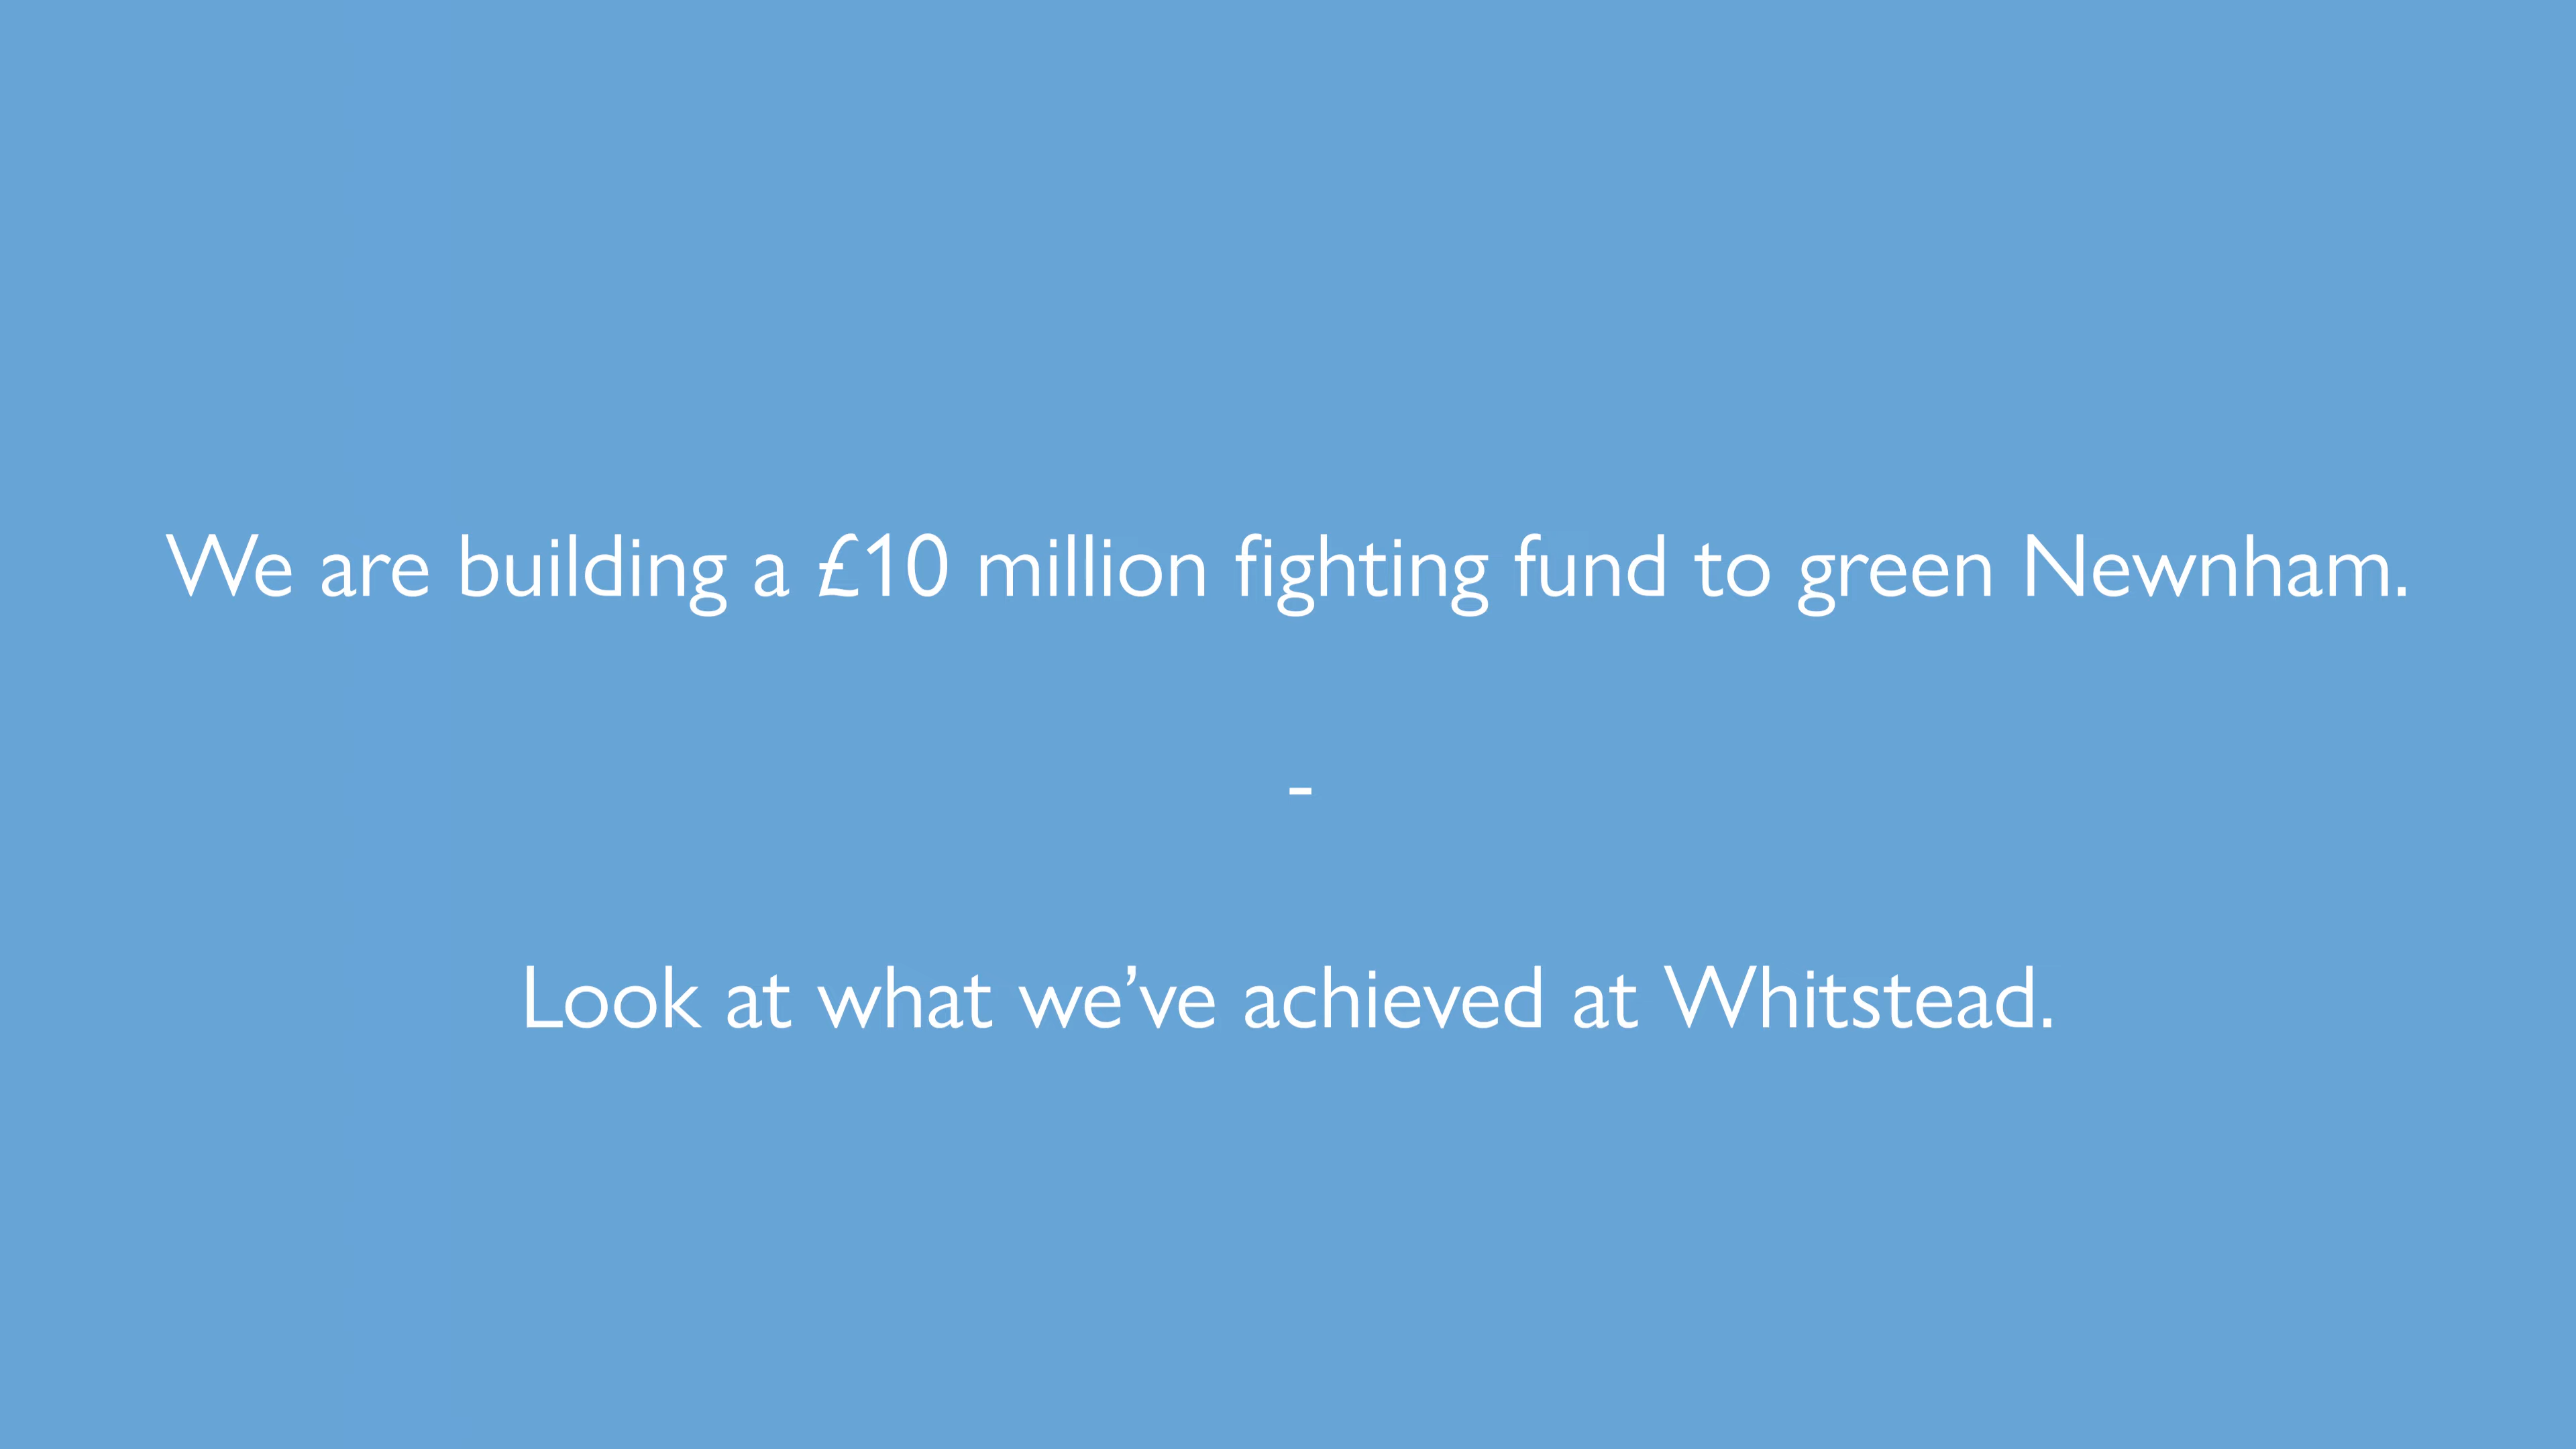 We are building a £10 million fighting fund to green Newnham.
-
Look at what we’ve achieved at Whitstead.